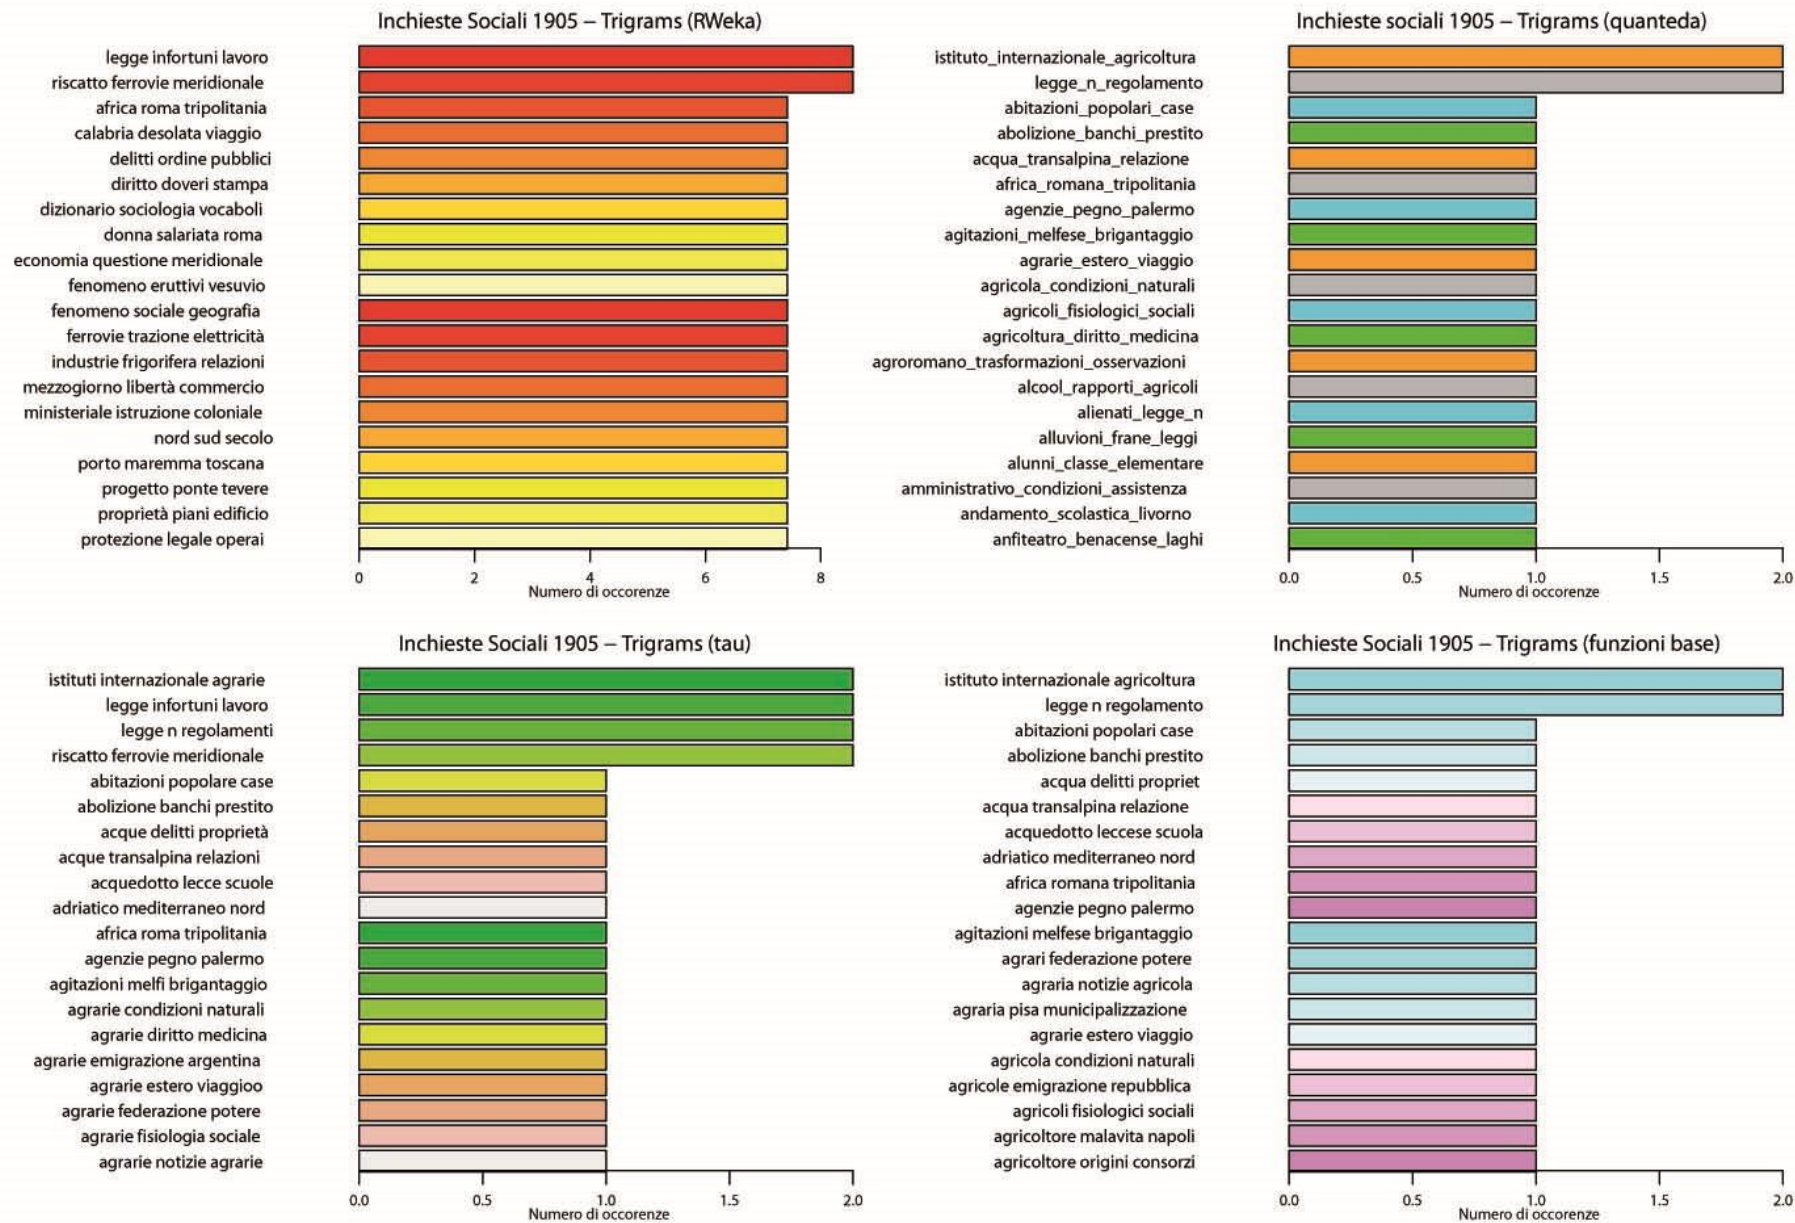 Inchieste Sociali 1905 – Trigrams (RWeka)
legge infortuni lavoro
riscatto ferrovie meridionale
africa roma tripolitania
calabria desolata viaggio
delitti ordine pubblici
diritto doveri stampa
dizionario sociologia vocaboli
donna salariata roma
economia questione meridionale
fenomeno eruttivi vesuvio
fenomeno sociale geografia
ferrovie trazione elettricità
industrie frigorifera relazioni
mezzogiorno libertà commercio
ministeriale istruzione coloniale
nord sud secolo
porto maremma toscana
progetto ponte tevere
proprietà piani edificio
protezione legale operai
0 2 4 6 8
Numero di occorenze
Inchieste sociali 1905 – Trigrams (quanteda)
istituto_internazionale_agricoltura
legge_n_regolamento
abitazioni_popolari_case
abolizione_banchi_prestito
acqua_transalpina_relazione
africa_romana_tripolitania
agenzie_pegno_palermo
agitazioni_melfese_brigantaggio
agrarie_estero_viaggio
agricola_condizioni_naturali
agricoli_fisiologici_sociali
agricoltura_diritto_medicina
agroromano_trasformazioni_osservazioni
alcool_rapporti_agricoli
alienati_legge_n
alluvioni_frane_leggi
alunni_classe_elementare
amministrativo_condizioni_assistenza
andamento_scolastica_livorno
anfiteatro_benacense_laghi
0.0 0.5 1.0 1.5 2.0
Numero di occorenze
Inchieste Sociali 1905 – Trigrams (tau)
istituti internazionale agrarie
legge infortuni lavoro
legge n regolamenti
riscatto ferrovie meridionale
abitazioni popolare case
abolizione banchi prestito
acque delitti proprietà
acque transalpina relazioni
acquedotto lecce scuole
adriatico mediterraneo nord
africa roma tripolitania
agenzie pegno palermo
agitazioni melfi brigantaggio
agrarie condizioni naturali
agrarie diritto medicina
agrarie emigrazione argentina
agrarie estero viaggioo
agrarie federazione potere
agrarie fisiologia sociale
agrarie notizie agrarie
0.0 0.5 1.0 1.5 2.0
Numero di occorenze
Inchieste Sociali 1905 – Trigrams (funzioni base)
istituto internazionale agricoltura
legge n regolamento
abitazioni popolari case
abolizione banchi prestito
acqua delitti propriet
acqua transalpina relazione
acquedotto leccese scuola
adriatico mediterraneo nord
africa romana tripolitania
agenzie pegno palermo
agitazioni melfese brigantaggio
agrari federazione potere
agraria notizie agricola
agraria pisa municipalizzazione
agrarie estero viaggio
agricola condizioni naturali
agricole emigrazione repubblica
agricoli fisiologici sociali
agricoltore malavita napoli
agricoltore origini consorzi
0.0 0.5 1.0 1.5 2.0
Numero di occorenze